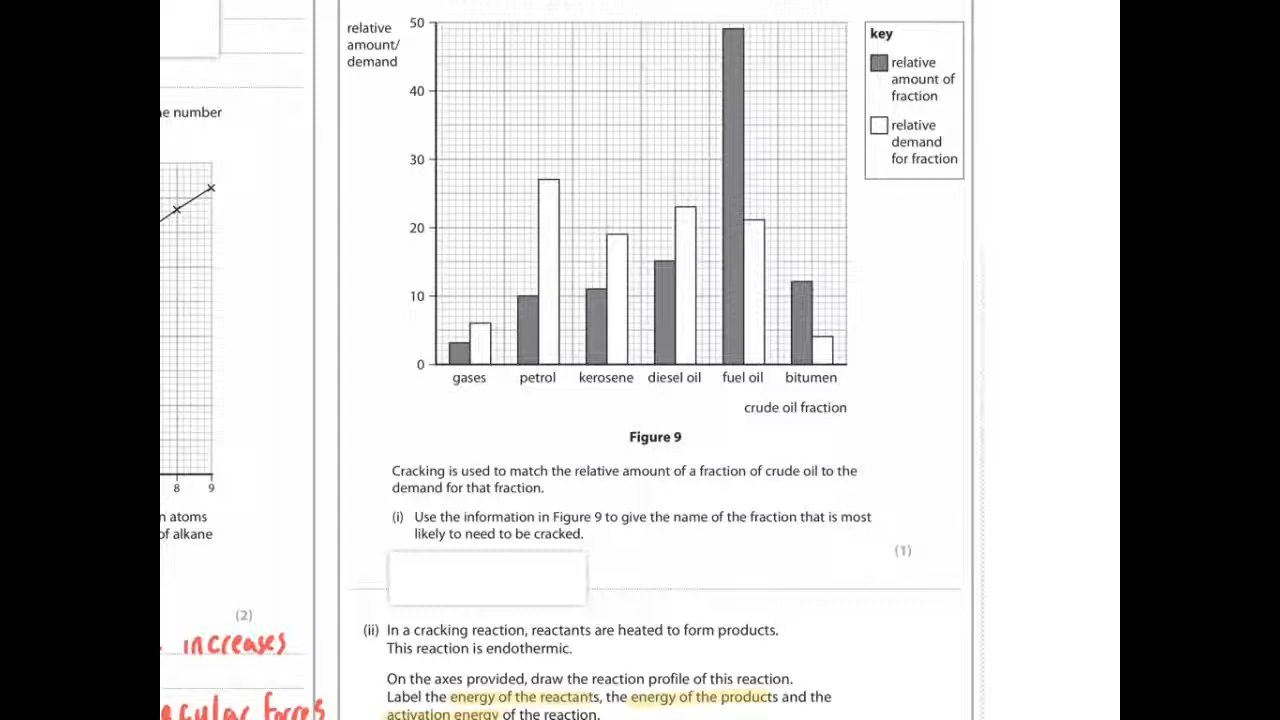 e number
8 9
n atoms
of alkane
(2)
increases
acular forces
relative
amount/
demand
50
40
30
20
10
0
gases petrol kerosene diesel oil fuel oil bitumen
crude oil fraction
key
relative
amount of
fraction
relative
demand
for fraction
Figure 9
Cracking is used to match the relative amount of a fraction of crude oil to the
demand for that fraction.
(i) Use the information in Figure 9 to give the name of the fraction that is most
likely to need to be cracked.
(1)
(ii) In a cracking reaction, reactants are heated to form products.
This reaction is endothermic.
On the axes provided, draw the reaction profile of this reaction.
Label the energy of the reactants, the energy of the products and the
activation energy of the reaction.